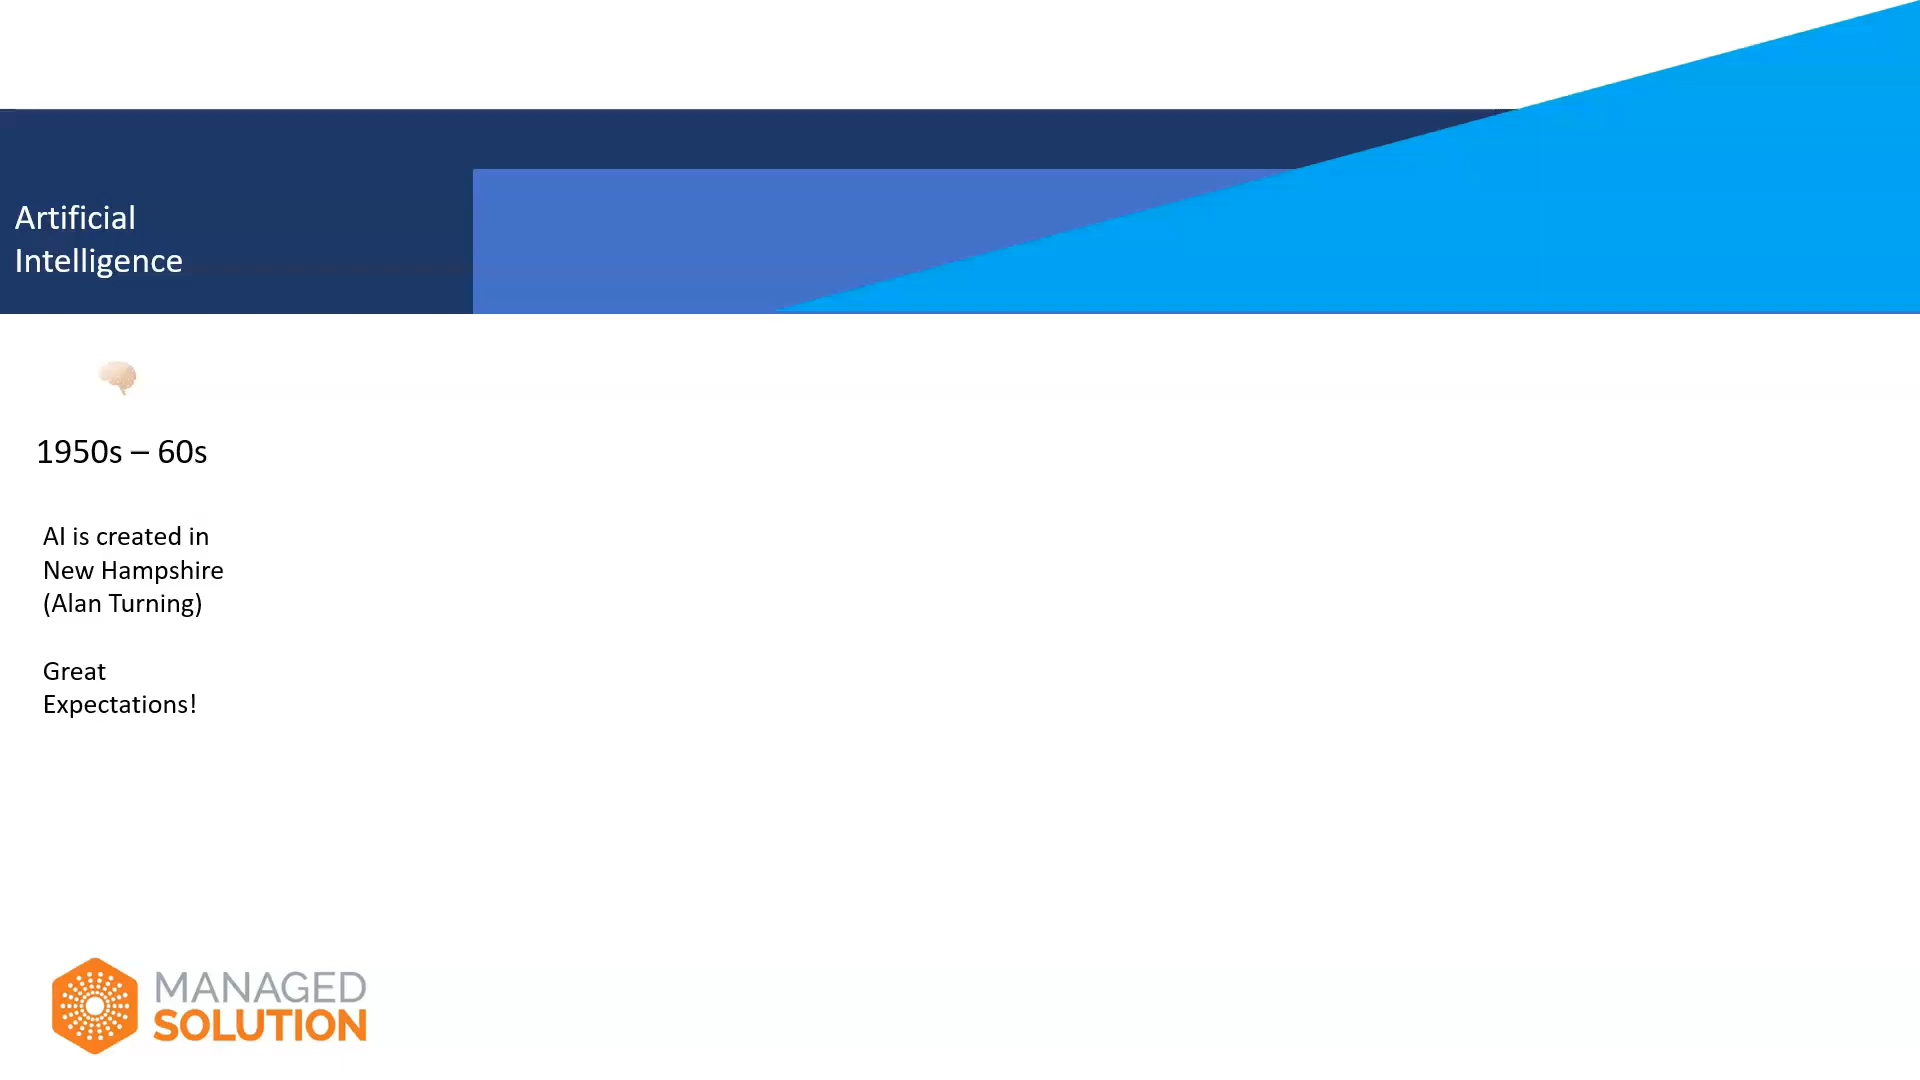 Artificial
Intelligence
1950s – 60s
AI is created in
New Hampshire
(Alan Turning)
Great
Expectations!
MANAGED
SOLUTION